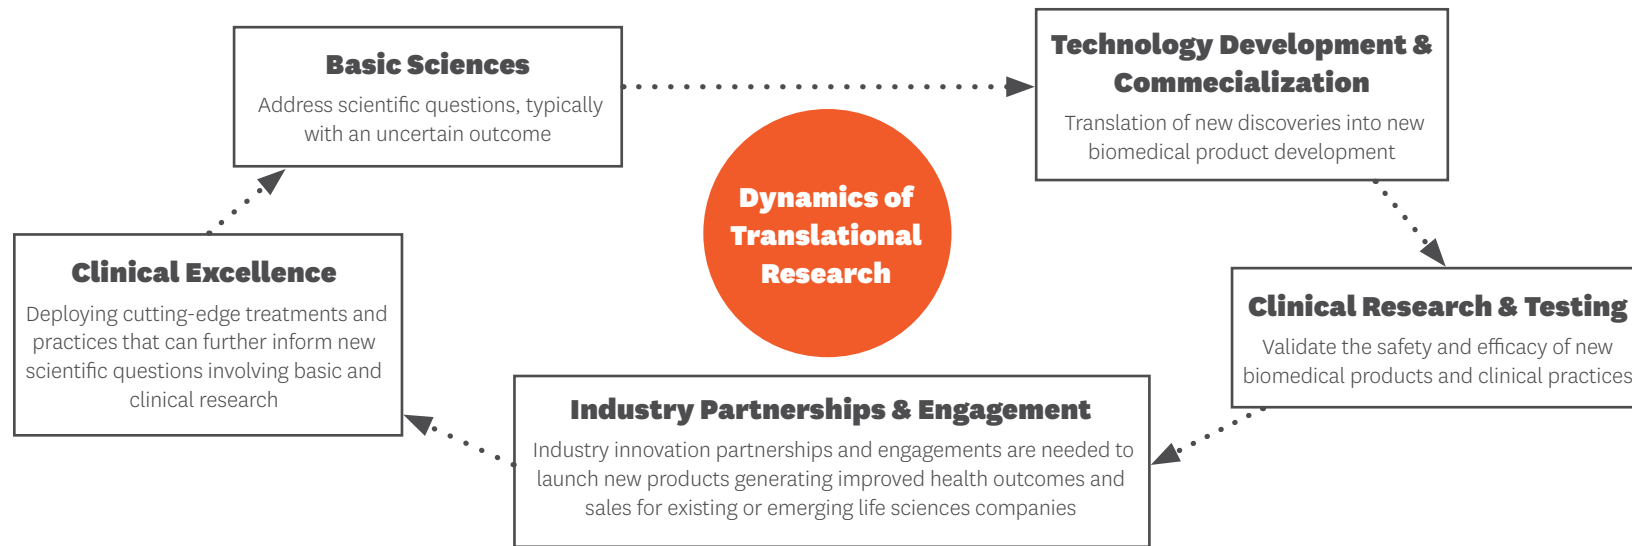 Basic Sciences
Address scientific questions, typically
with an uncertain outcome
Technology Development &
Commecialization
Translation of new discoveries into new
biomedical product development
Dynamics of
Translational
Research
Clinical Excellence
Deploying cutting-edge treatments and
practices that can further inform new
scientific questions involving basic and
clinical research
Clinical Research & Testing
Validate the safety and efficacy of new
biomedical products and clinical practices
Industry Partnerships & Engagement
Industry innovation partnerships and engagements are needed to
launch new products generating improved health outcomes and
sales for existing or emerging life sciences companies